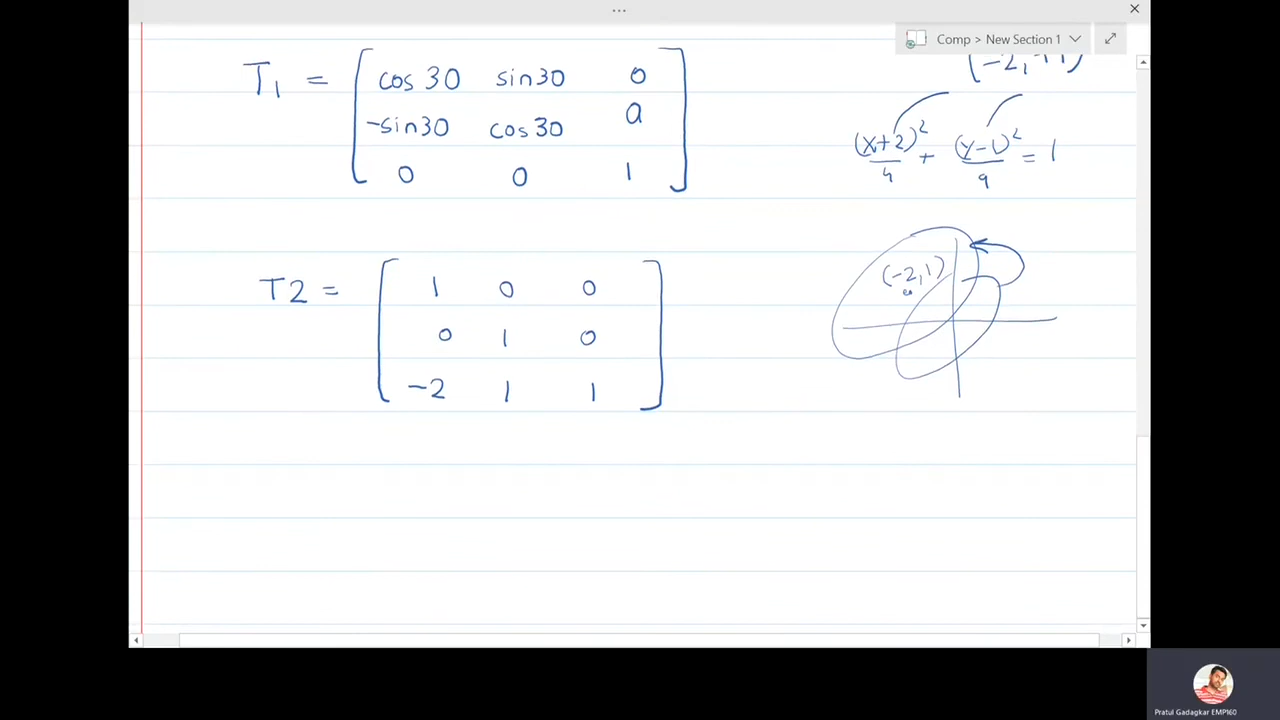 Comp > New Section 1
(-2, +1)
T1 = [ cos 30 sin30 0
-sin30 cos 30 0
0 0 1 ]
(x+2)²/4 + (y-1)²/9 = 1
(-2, 1)
T2 = [ 1 0 0
0 1 0
-2 1 1 ]
Pratul Gadagkar EMP160